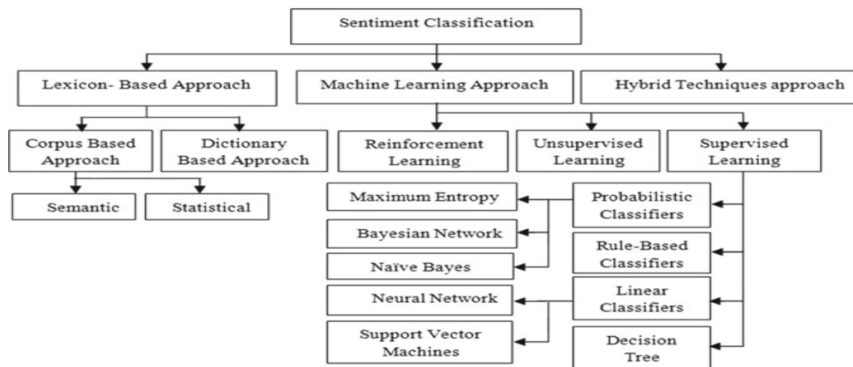 Sentiment Classification
Lexicon- Based Approach
Machine Learning Approach
Hybrid Techniques approach
Corpus Based
Approach
Dictionary
Based Approach
Reinforcement
Learning
Unsupervised
Learning
Supervised
Learning
Semantic
Statistical
Maximum Entropy
Bayesian Network
Naïve Bayes
Neural Network
Support Vector
Machines
Probabilistic
Classifiers
Rule-Based
Classifiers
Linear
Classifiers
Decision
Tree